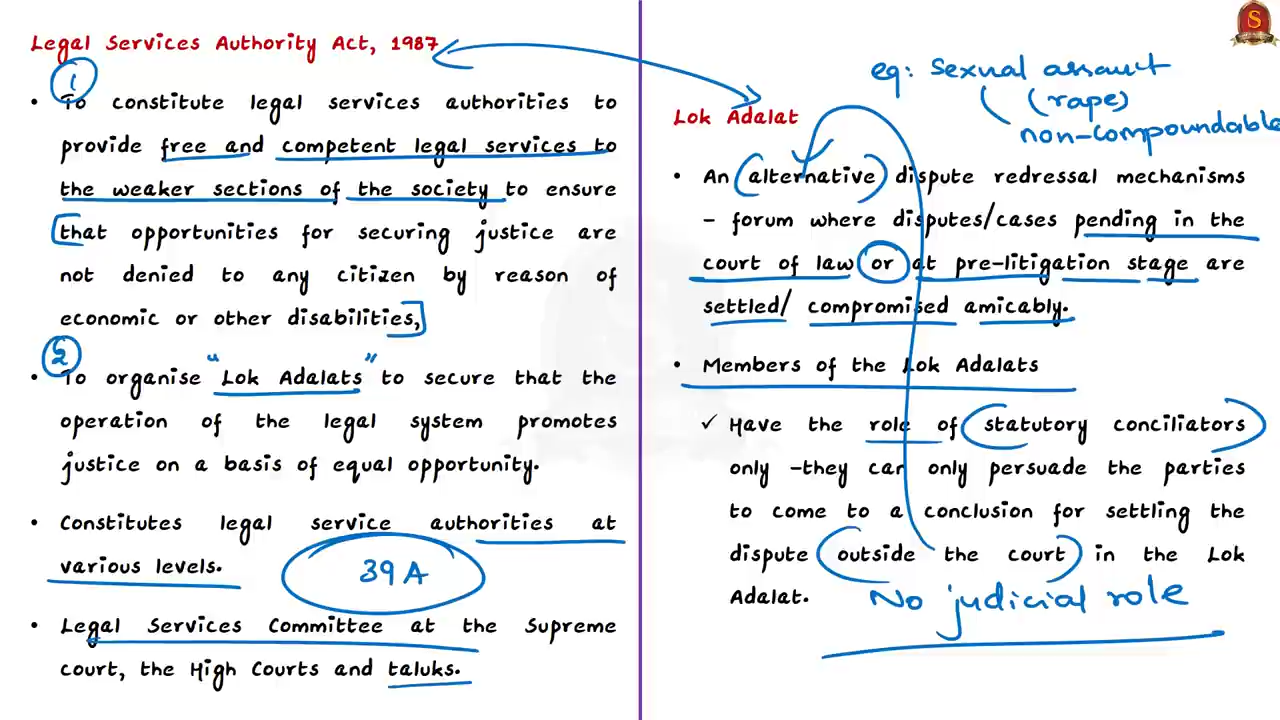 Legal Services Authority Act, 1987
1
• To constitute legal services authorities to
provide free and competent legal services to
the weaker sections of the society to ensure
that opportunities for securing justice are
not denied to any citizen by reason of
economic or other disabilities,
2
• To organise "Lok Adalats" to secure that the
operation of the legal system promotes
justice on a basis of equal opportunity.
• Constitutes legal service authorities at
various levels.
39A
• Legal Services Committee at the Supreme
court, the High Courts and taluks.
S
eg: Sexual assault
(rape)
non-compoundable
Lok Adalat
• An (alternative) dispute redressal mechanisms
- forum where disputes/cases pending in the
court of law or at pre-litigation stage are
settled/ compromised amicably.
• Members of the Lok Adalats
✓ Have the role of (statutory conciliators)
only -they can only persuade the parties
to come to a conclusion for settling the
dispute (outside the court) in the Lok
Adalat.
No judicial role